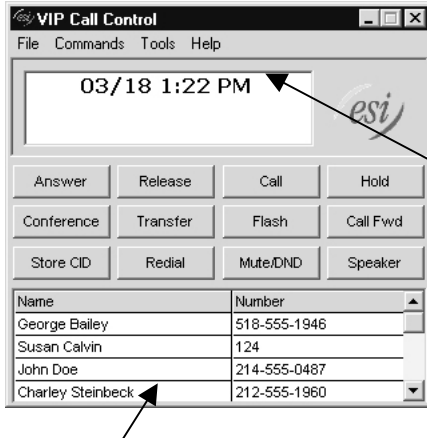 esi VIP Call Control
File Commands Tools Help
03/18 1:22 PM
esi
Answer Release Call Hold
Conference Transfer Flash Call Fwd
Store CID Redial Mute/DND Speaker
Name Number
George Bailey 518-555-1946
Susan Calvin 124
John Doe 214-555-0487
Charley Steinbeck 212-555-1960